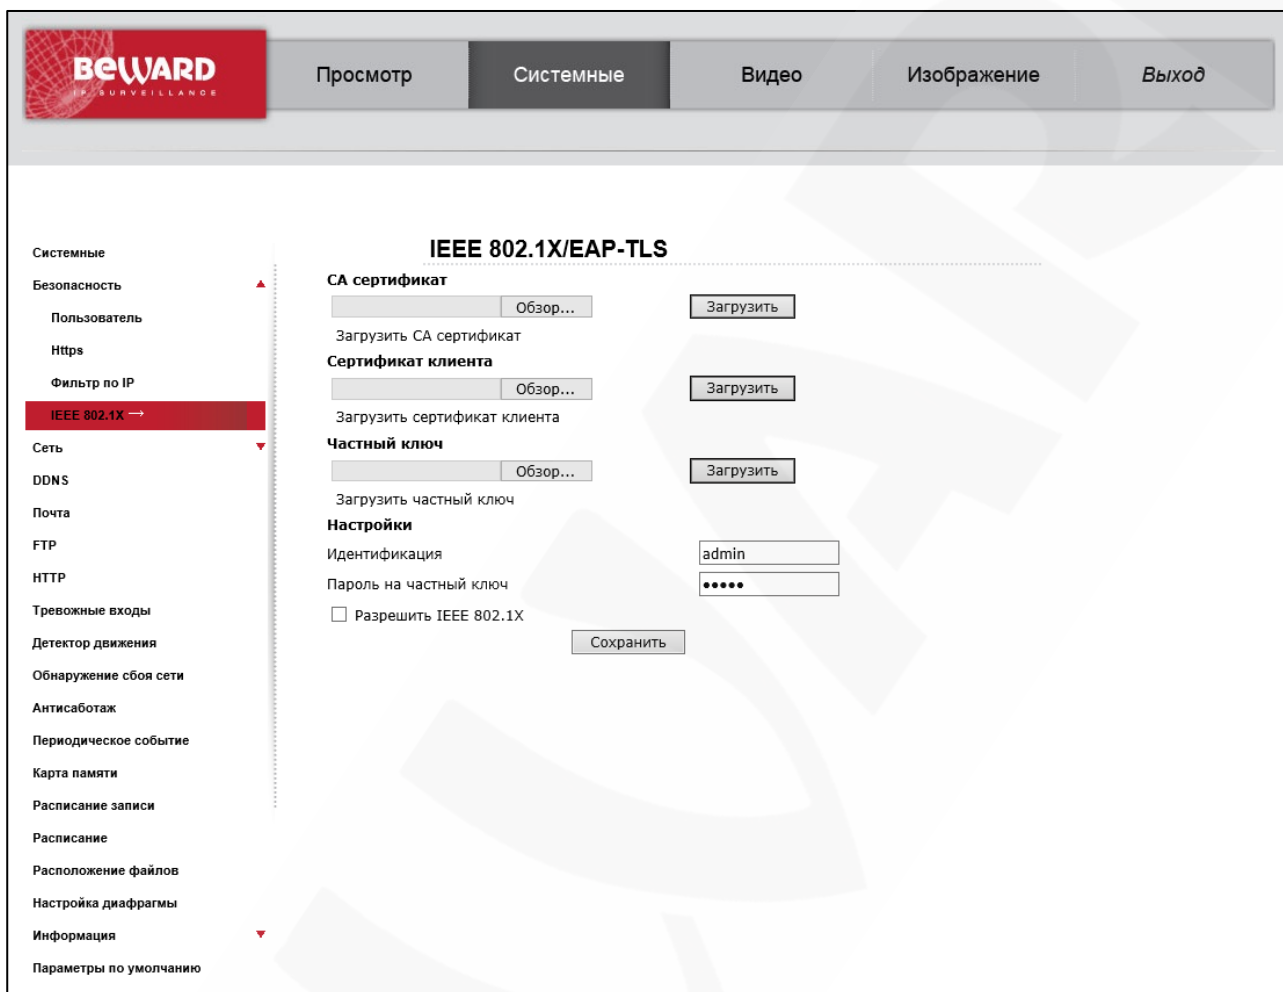 BEWARD
IP SURVEILLANCE
Просмотр
Системные
Видео
Изображение
Выход
Системные
Безопасность
Пользователь
Https
Фильтр по IP
IEEE 802.1X →
Сеть
DDNS
Почта
FTP
HTTP
Тревожные входы
Детектор движения
Обнаружение сбоя сети
Антисаботаж
Периодическое событие
Карта памяти
Расписание записи
Расписание
Расположение файлов
Настройка диафрагмы
Информация
Параметры по умолчанию
IEEE 802.1X/EAP-TLS
CA сертификат
Обзор... Загрузить
Загрузить CA сертификат
Сертификат клиента
Обзор... Загрузить
Загрузить сертификат клиента
Частный ключ
Обзор... Загрузить
Загрузить частный ключ
Настройки
Идентификация admin
Пароль на частный ключ •••••
Разрешить IEEE 802.1X
Сохранить